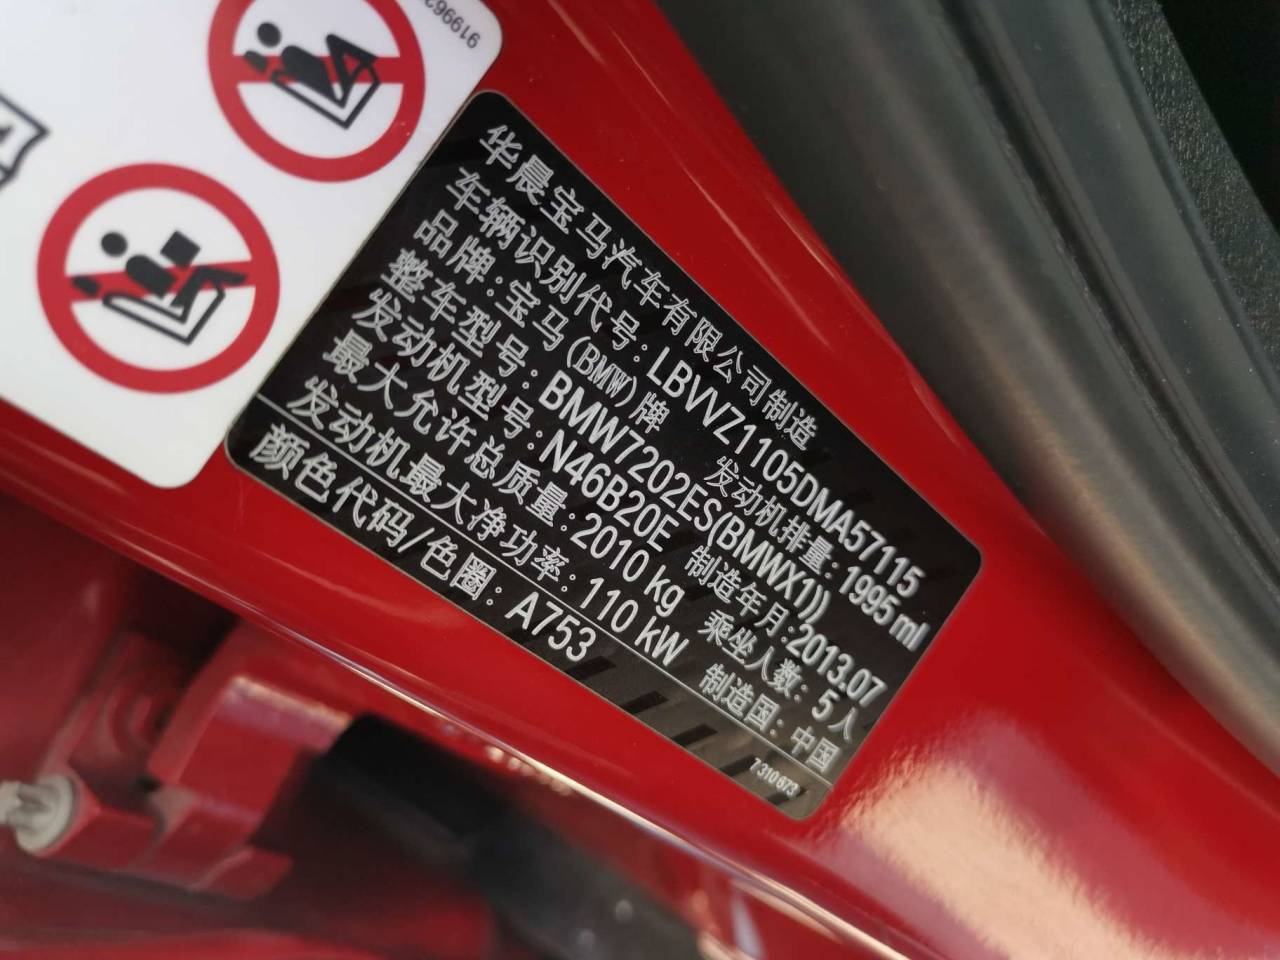 919963
华晨宝马汽车有限公司制造
车辆识别代号: LBVVZ1105DMA57115
品牌: 宝马(BMW)牌 发动机排量: 1995 ml
整车型号: BMW7202ES(BMWX1))
发动机型号: N46B20E 制造年月: 2013.07
最大允许总质量: 2010 kg 乘坐人数: 5人
发动机最大净功率: 110 kW 制造国: 中国
颜色代码/色圈: A753
7310673